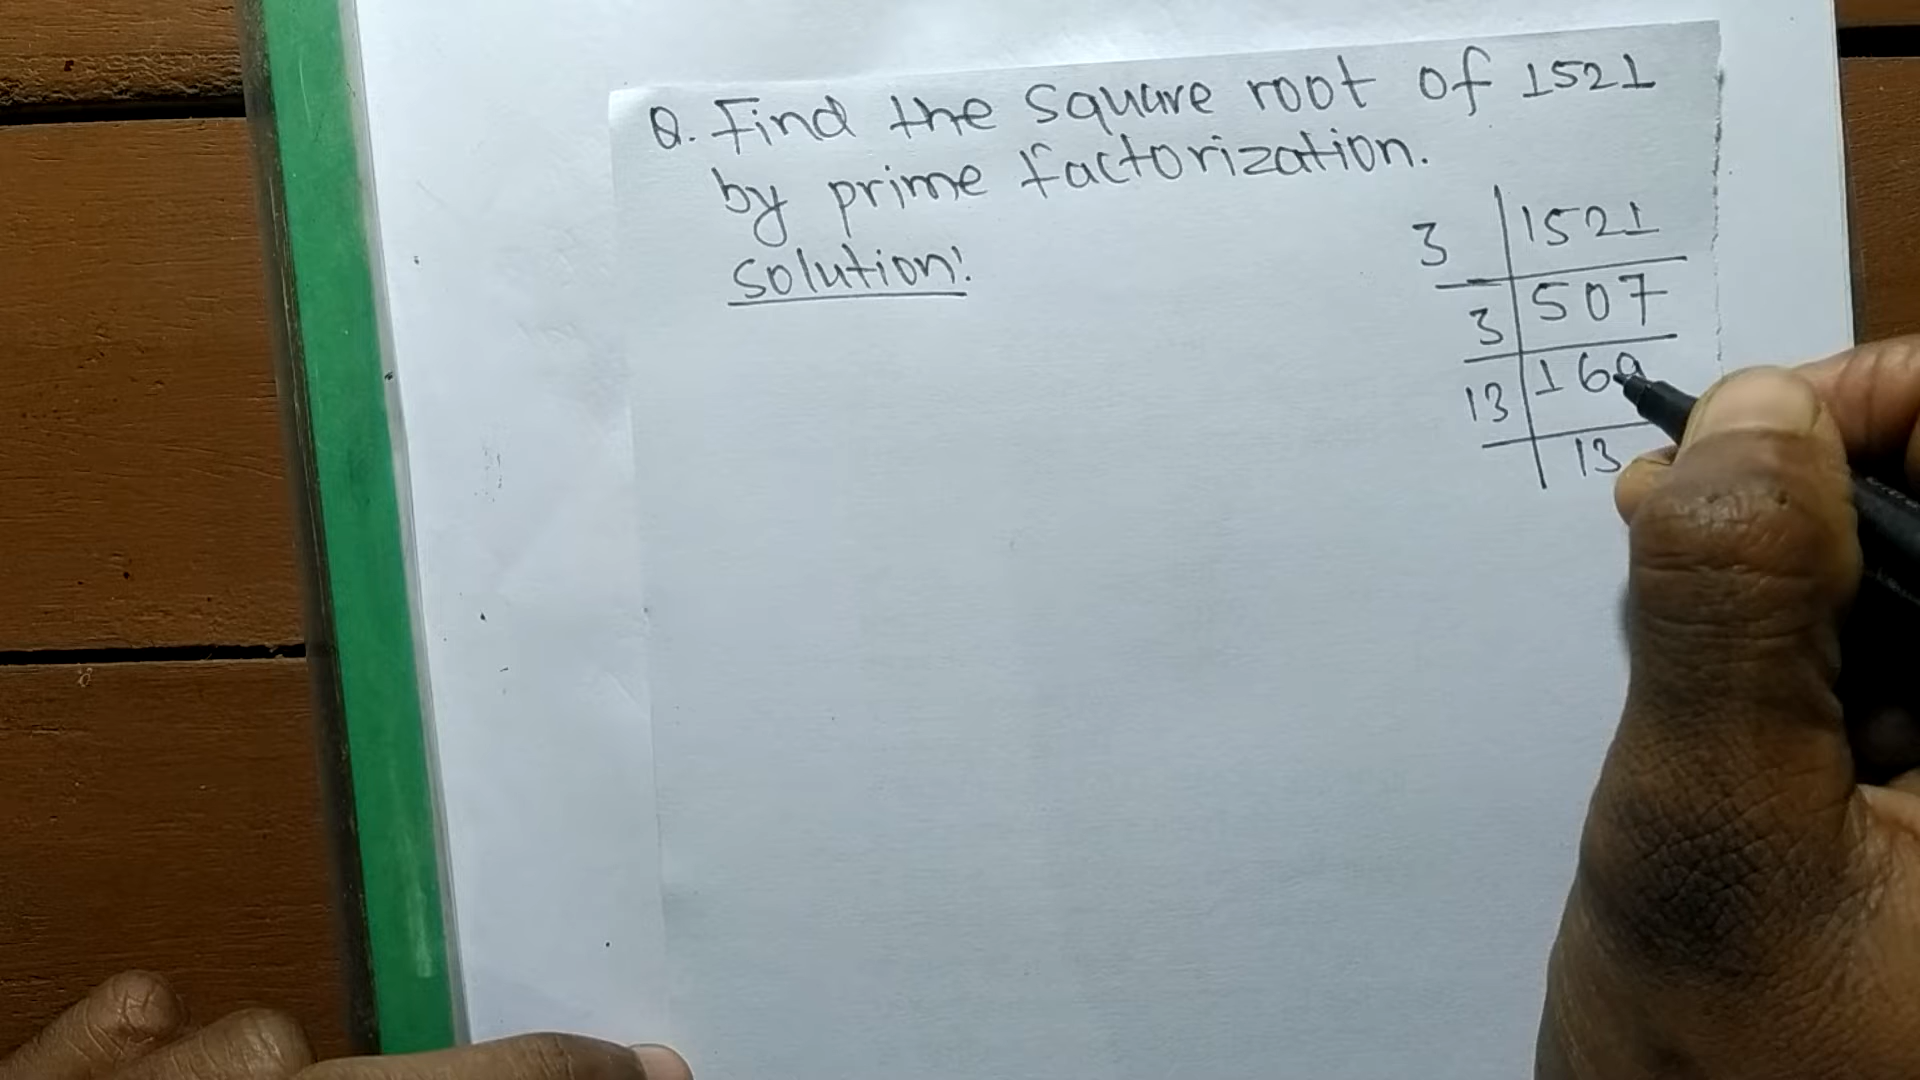 Q. Find the square root of 1521
by prime factorization.
solution:
3 | 1521
3 | 507
13 | 169
13